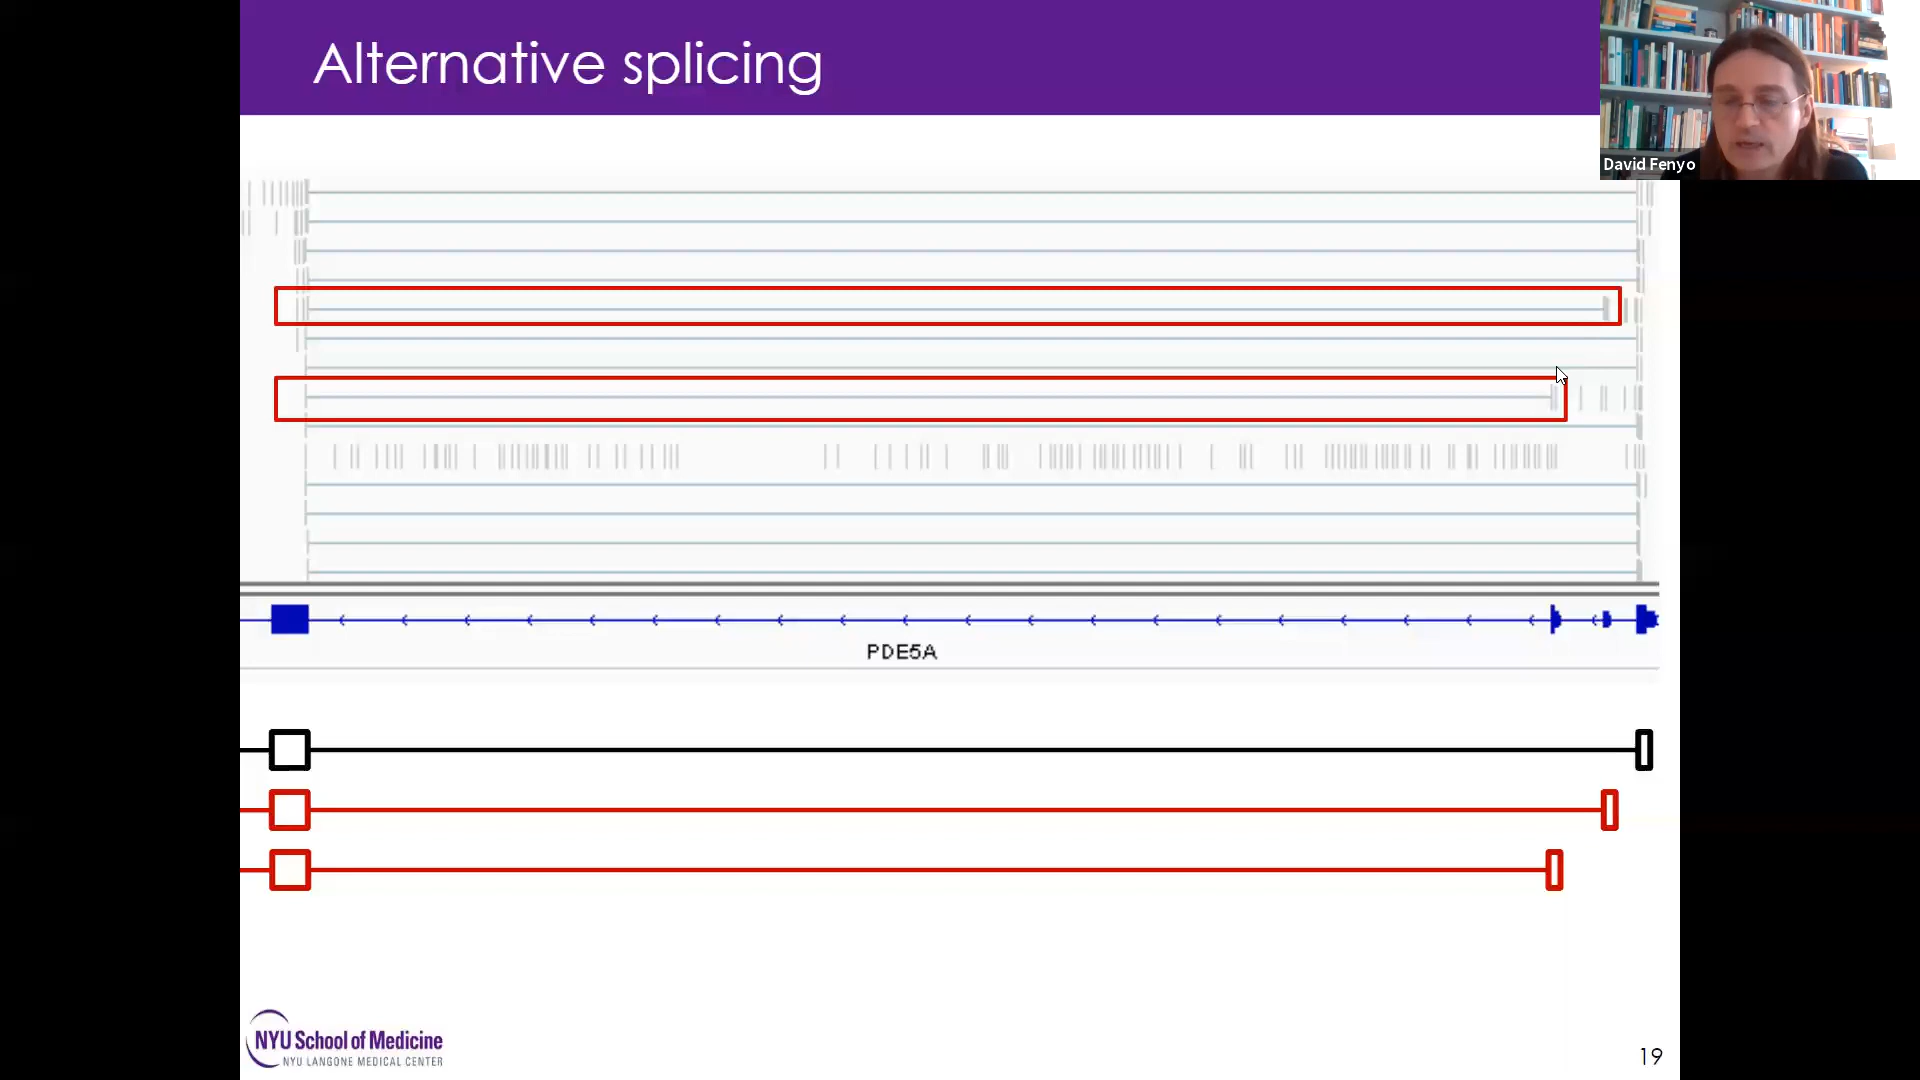 Alternative splicing
David Fenyo
PDE5A
NYU School of Medicine
NYU LANGONE MEDICAL CENTER
19